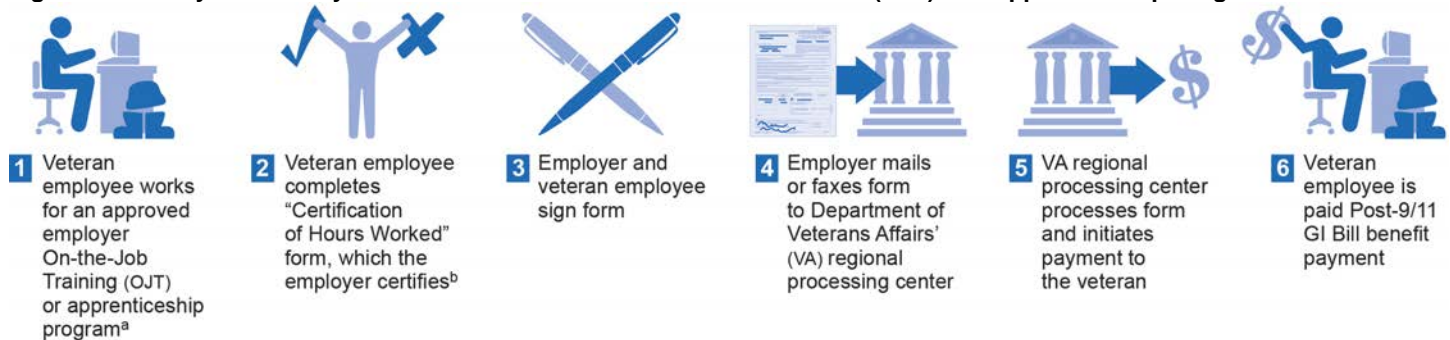 1 Veteran
employee works
for an approved
employer
On-the-Job
Training (OJT)
or apprenticeship
programᵃ
2 Veteran employee
completes
“Certification
of Hours Worked”
form, which the
employer certifiesᵇ
3 Employer and
veteran employee
sign form
4 Employer mails
or faxes form
to Department of
Veterans Affairs’
(VA) regional
processing center
5 VA regional
processing center
processes form
and initiates
payment to
the veteran
6 Veteran
employee is
paid Post-9/11
GI Bill benefit
payment